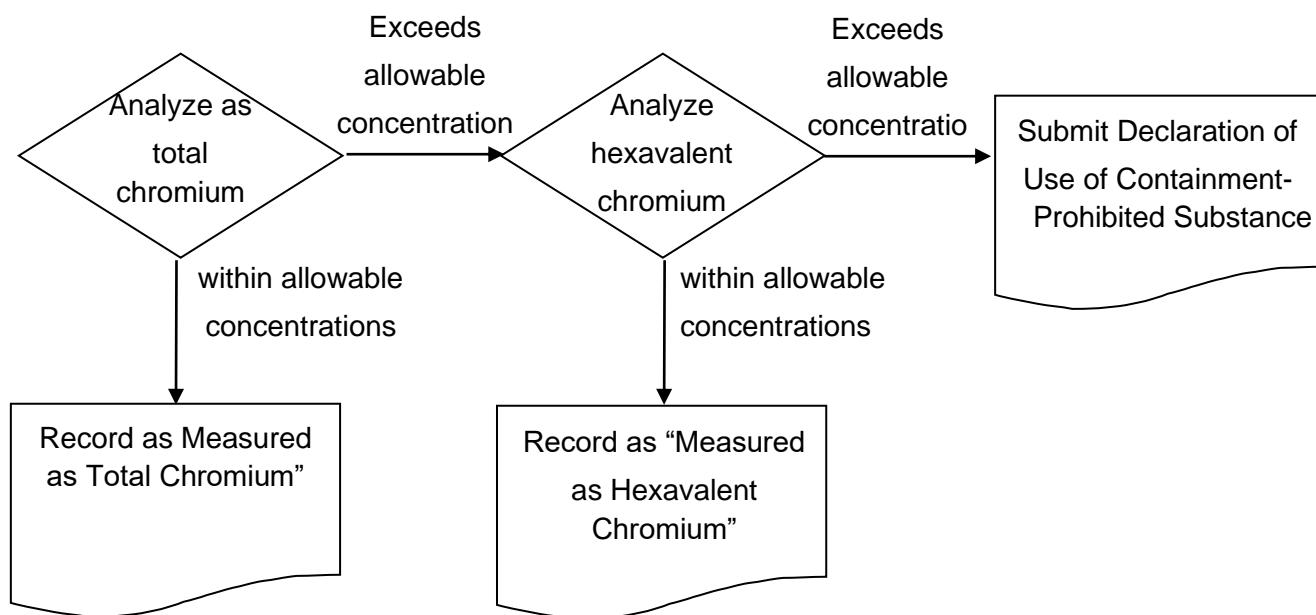 Analyze as
total
chromium
Exceeds
allowable
concentration
Analyze
hexavalent
chromium
Exceeds
allowable
concentratio
Submit Declaration of
Use of Containment-
Prohibited Substance
within allowable
concentrations
within allowable
concentrations
Record as Measured
as Total Chromium”
Record as “Measured
as Hexavalent
Chromium”